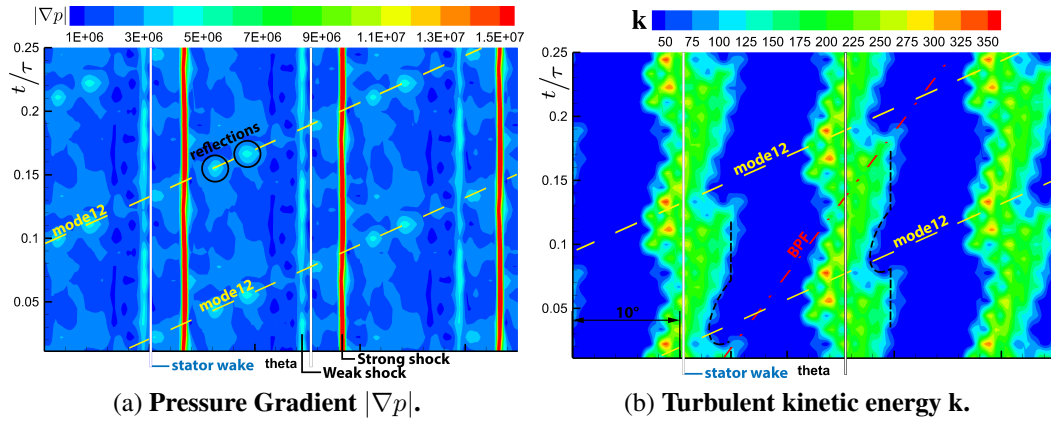 |∇p|
1E+06 3E+06 5E+06 7E+06 9E+06 1.1E+07 1.3E+07 1.5E+07
0.25
t/τ
0.2
0.15
0.1
0.05
reflections
mode12
mode12
stator wake
theta
Strong shock
Weak shock
(a) Pressure Gradient |∇p|.
k
50 75 100 125 150 175 200 225 250 275 300 325 350
0.25
t/τ
0.2
0.15
0.1
0.05
mode12
BPF
mode12
10°
stator wake
theta
(b) Turbulent kinetic energy k.